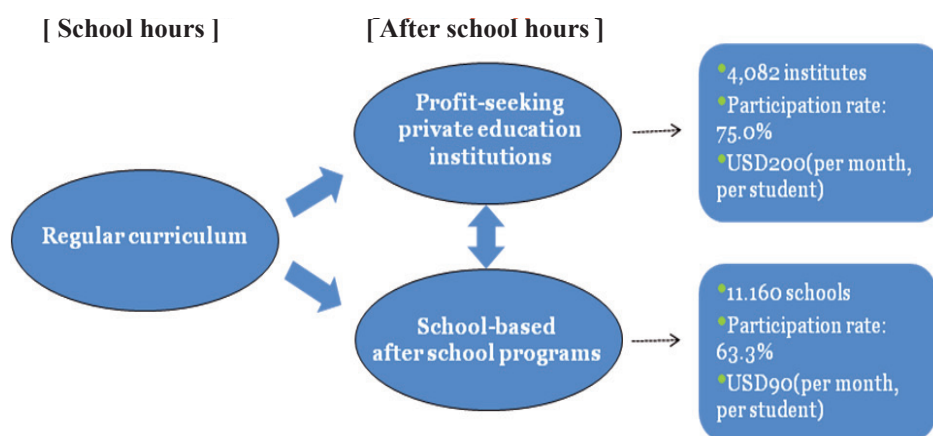 [ School hours ]
[ After school hours ]
Regular curriculum
Profit-seeking
private education
institutions
•4,082 institutes
•Participation rate:
75.0%
•USD200(per month,
per student)
School-based
after school programs
•11.160 schools
•Participation rate:
63.3%
•USD90(per month,
per student)